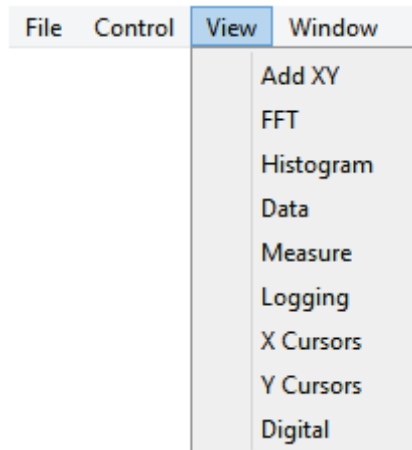 File Control View Window
Add XY
FFT
Histogram
Data
Measure
Logging
X Cursors
Y Cursors
Digital